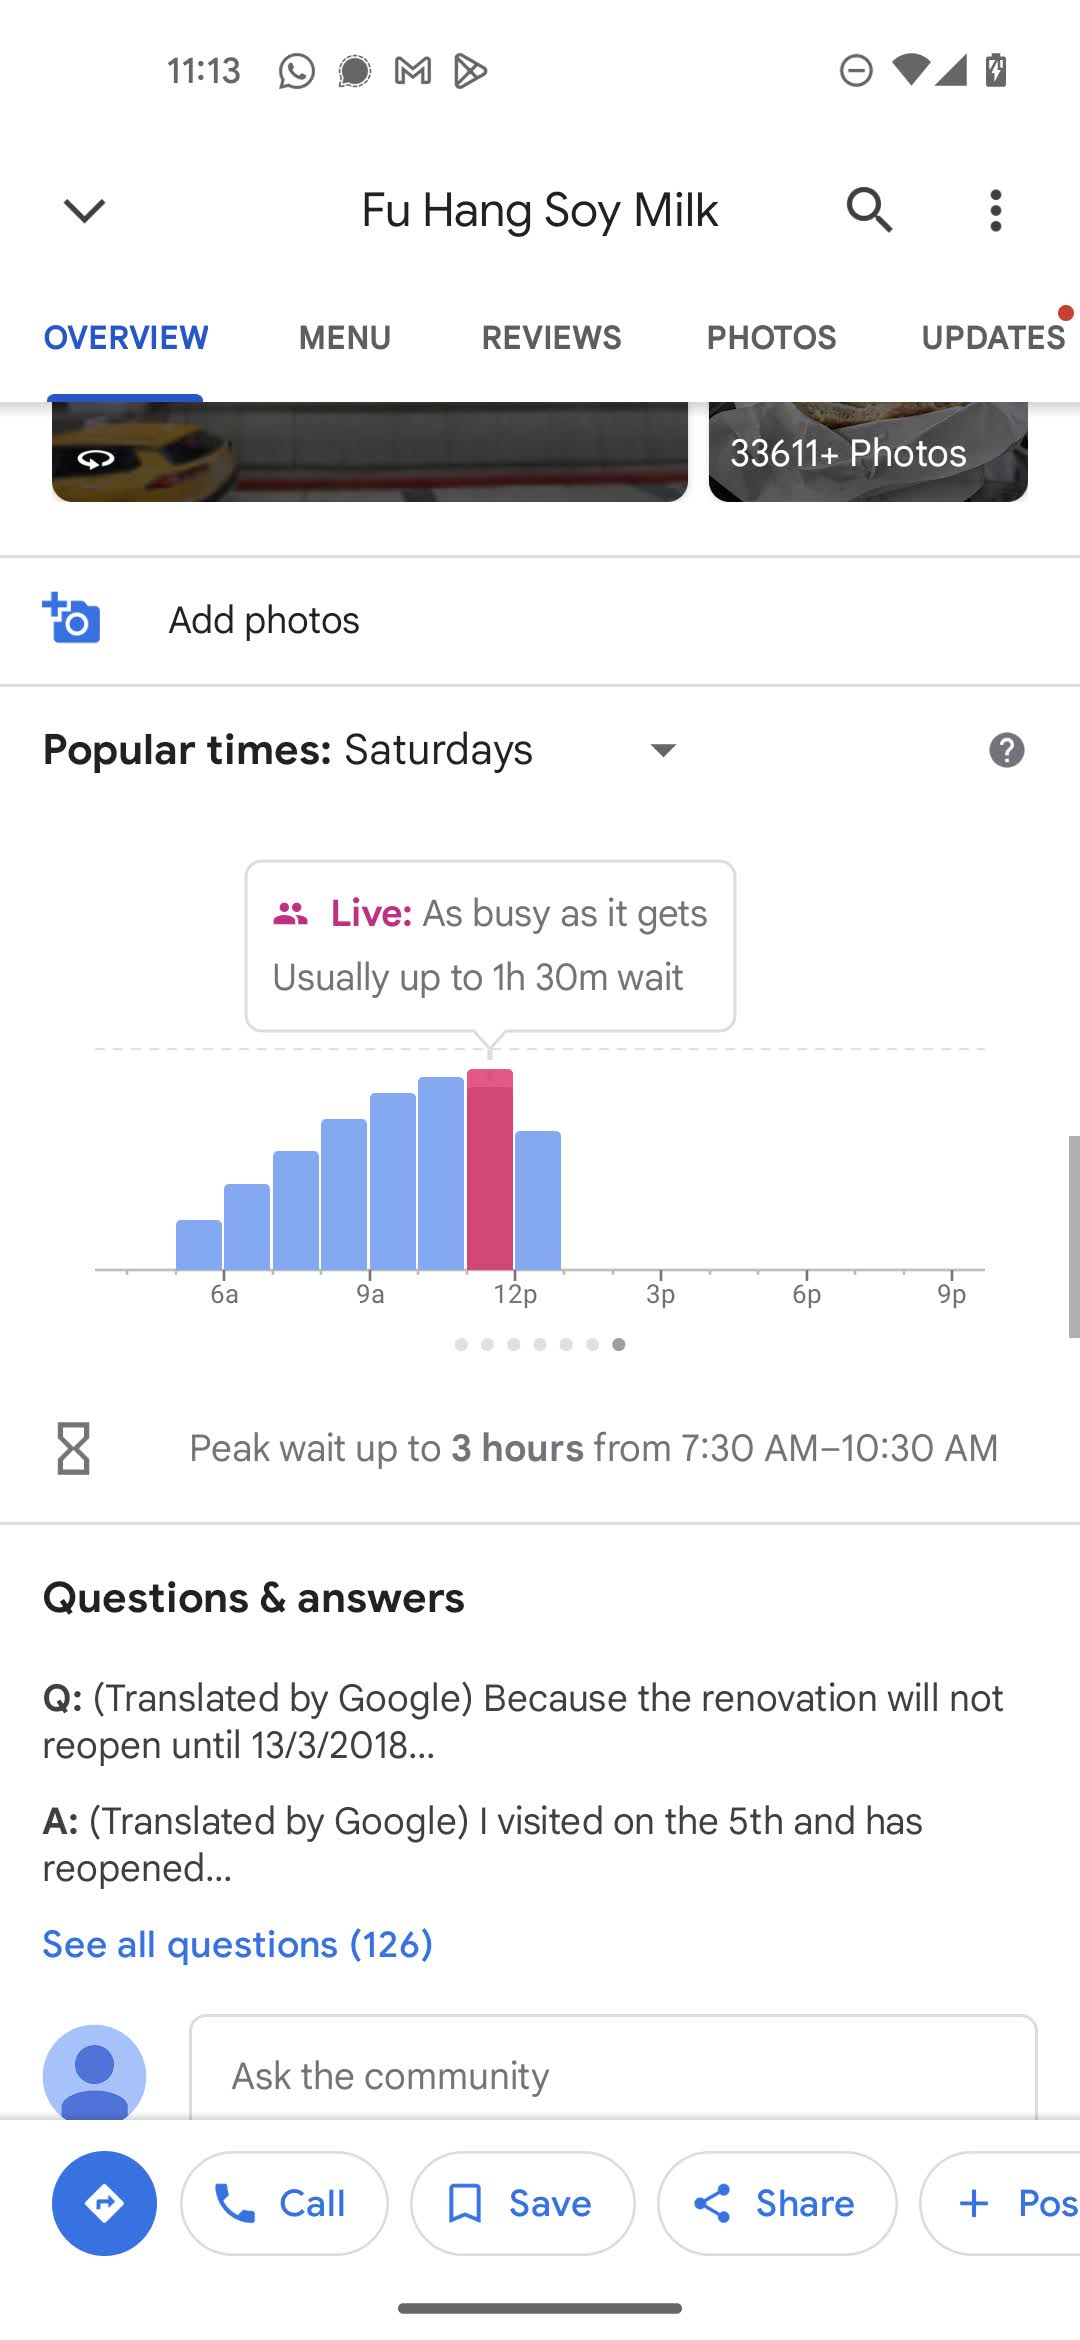 11:13
Fu Hang Soy Milk
OVERVIEW MENU REVIEWS PHOTOS UPDATES
33611+ Photos
Add photos
Popular times: Saturdays
Live: As busy as it gets
Usually up to 1h 30m wait
6a 9a 12p 3p 6p 9p
Peak wait up to 3 hours from 7:30 AM–10:30 AM
Questions & answers
Q: (Translated by Google) Because the renovation will not
reopen until 13/3/2018...
A: (Translated by Google) I visited on the 5th and has
reopened...
See all questions (126)
Ask the community
Call Save Share + Pos